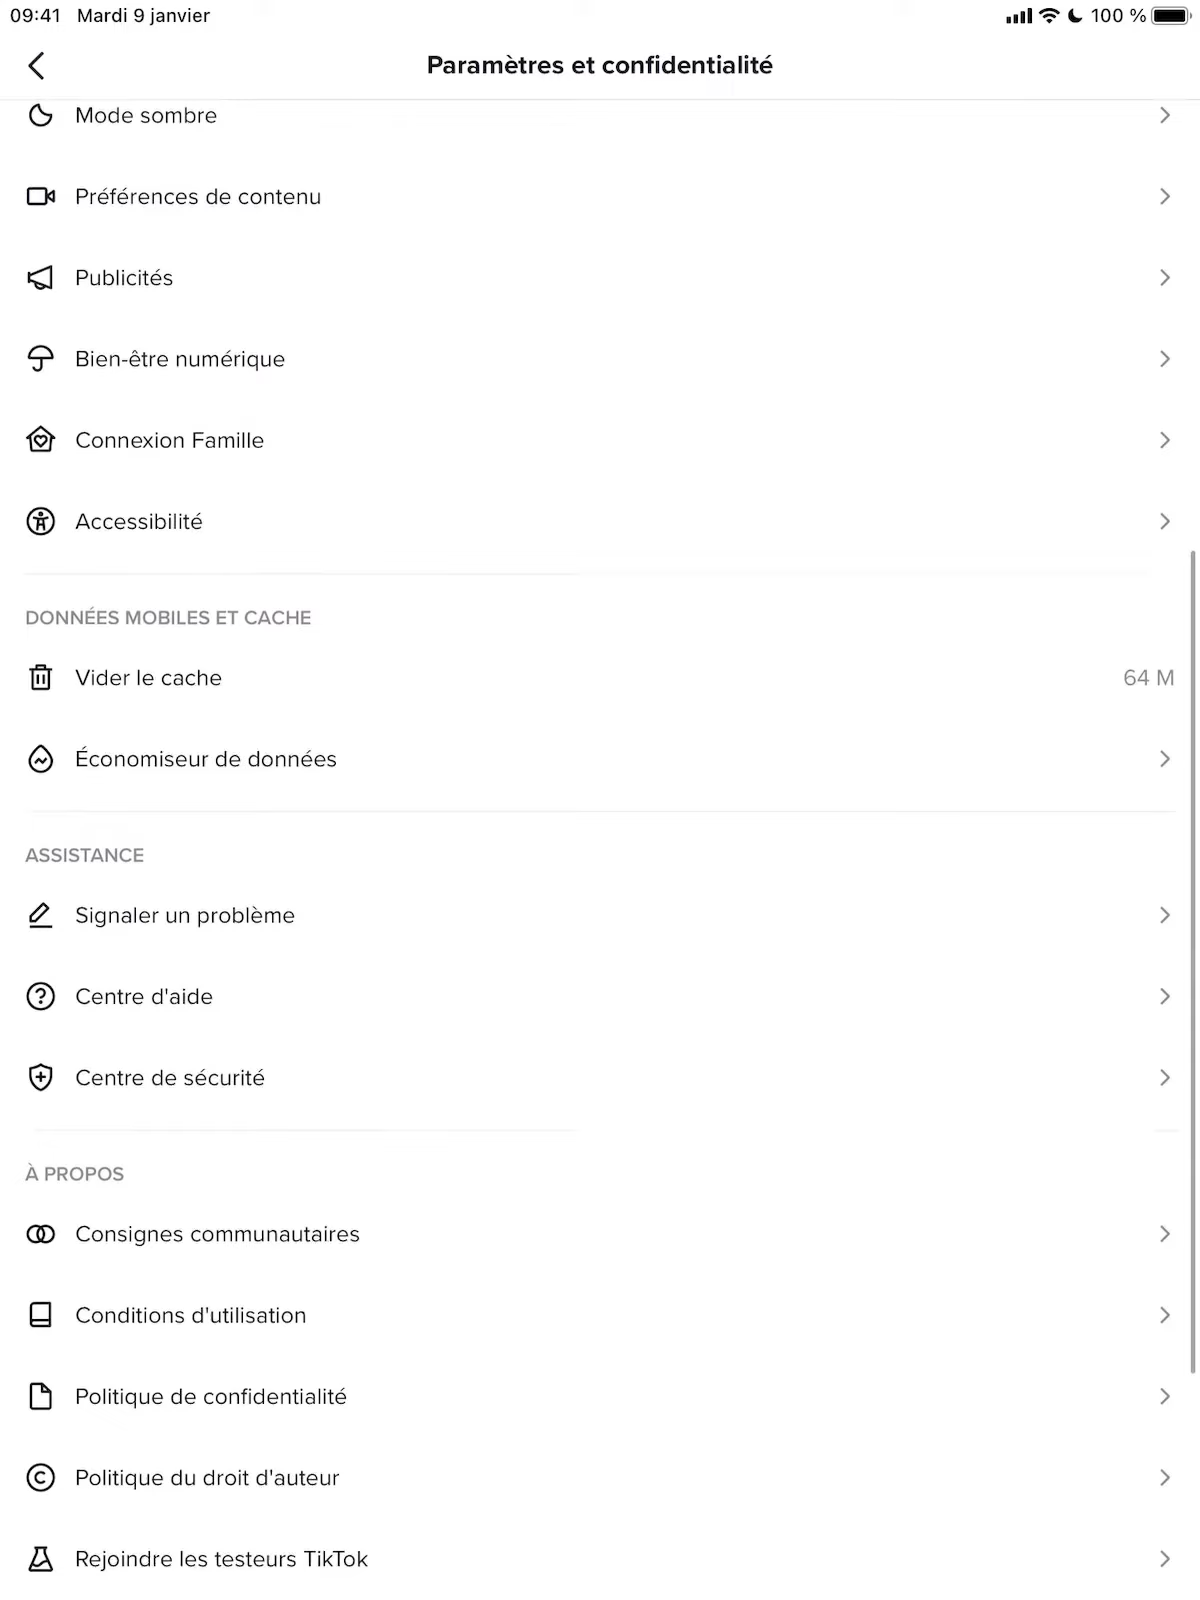 09:41 Mardi 9 janvier 100 %
Paramètres et confidentialité
Mode sombre
Préférences de contenu
Publicités
Bien-être numérique
Connexion Famille
Accessibilité
DONNÉES MOBILES ET CACHE
Vider le cache 64 M
Économiseur de données
ASSISTANCE
Signaler un problème
Centre d'aide
Centre de sécurité
À PROPOS
Consignes communautaires
Conditions d'utilisation
Politique de confidentialité
Politique du droit d'auteur
Rejoindre les testeurs TikTok